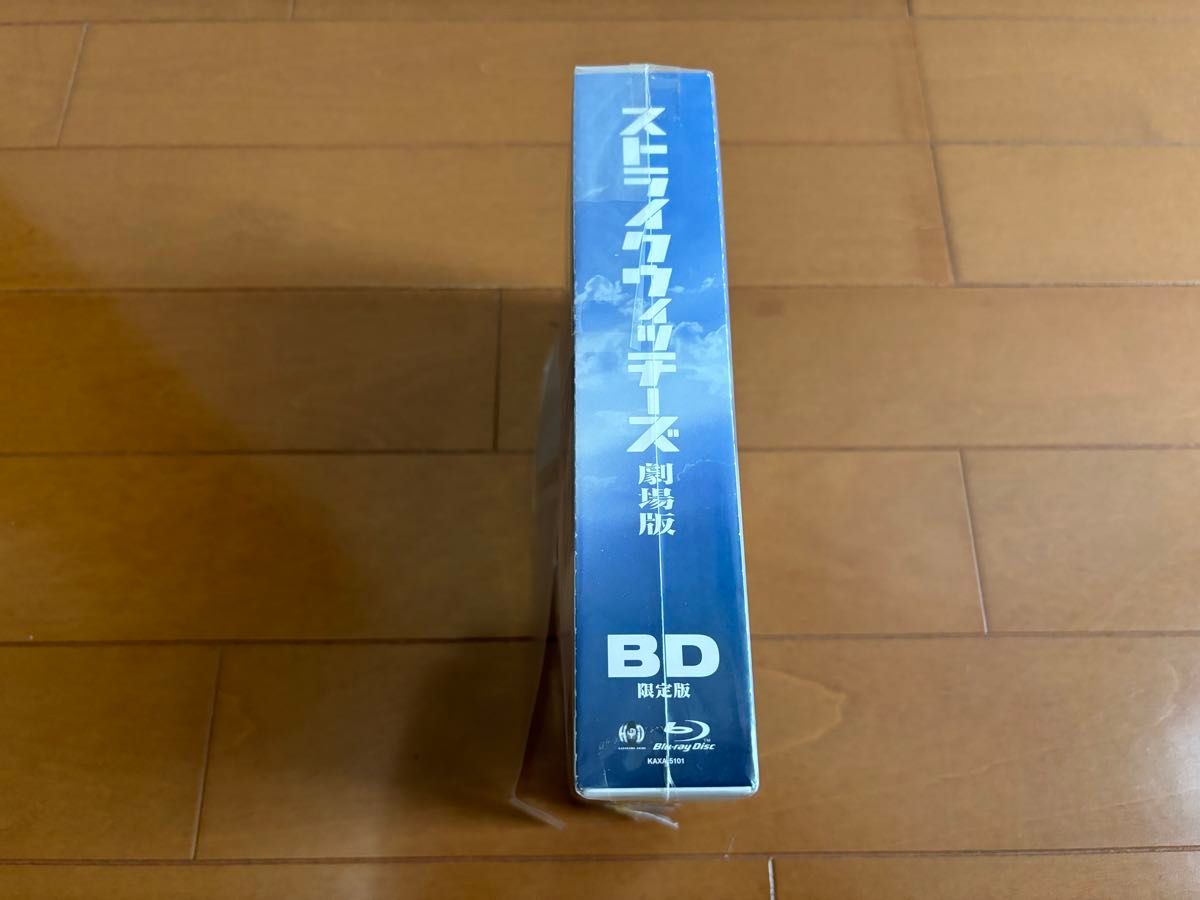 ストライクウィッチーズ
劇場版
BD
限定版
Blu-ray Disc
TM
KAXA-5101